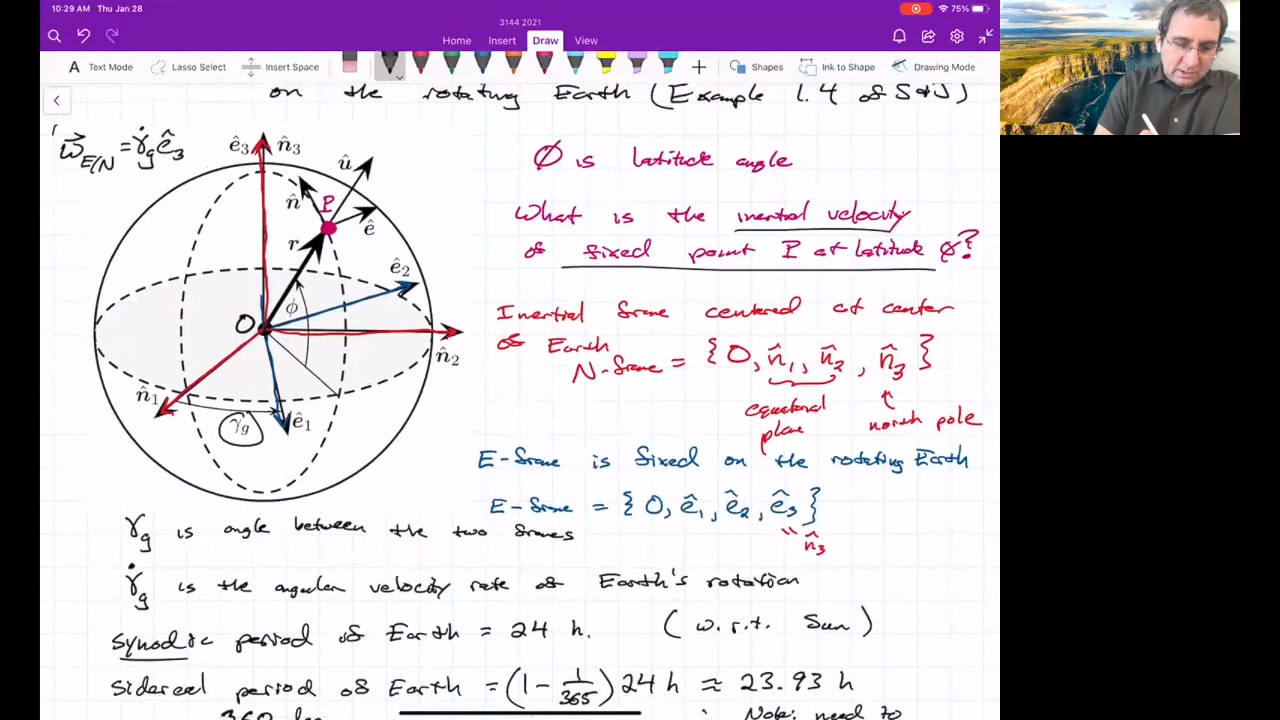 10:29 AM Thu Jan 28
75%
3144 2021
Home Insert Draw View
A Text Mode Lasso Select Insert Space Shapes Ink to Shape Drawing Mode
on the rotating Earth (Example 1.4 of S&J)
ω⃗_E/N = γ̇_g ê_3
ê_3 n̂_3
û
n̂
P
ê
r
ê_2
ϕ
O
n̂_2
n̂_1
γ_g
ê_1
Ø is latitude angle
What is the inertial velocity
of fixed point P at latitude Ø?
Inertial frame centered at center
of Earth
N-frame = {O, n̂_1, n̂_2, n̂_3}
equatorial
plane
north pole
E-frame is fixed on the rotating Earth
E-frame = {O, ê_1, ê_2, ê_3}
" n̂_3
γ_g is angle between the two frames
γ̇_g is the angular velocity rate of Earth's rotation
synodic period of Earth = 24 h. (w.r.t. Sun)
sidereal period of Earth = (1 - 1/365) 24 h ≈ 23.93 h
Note: need to